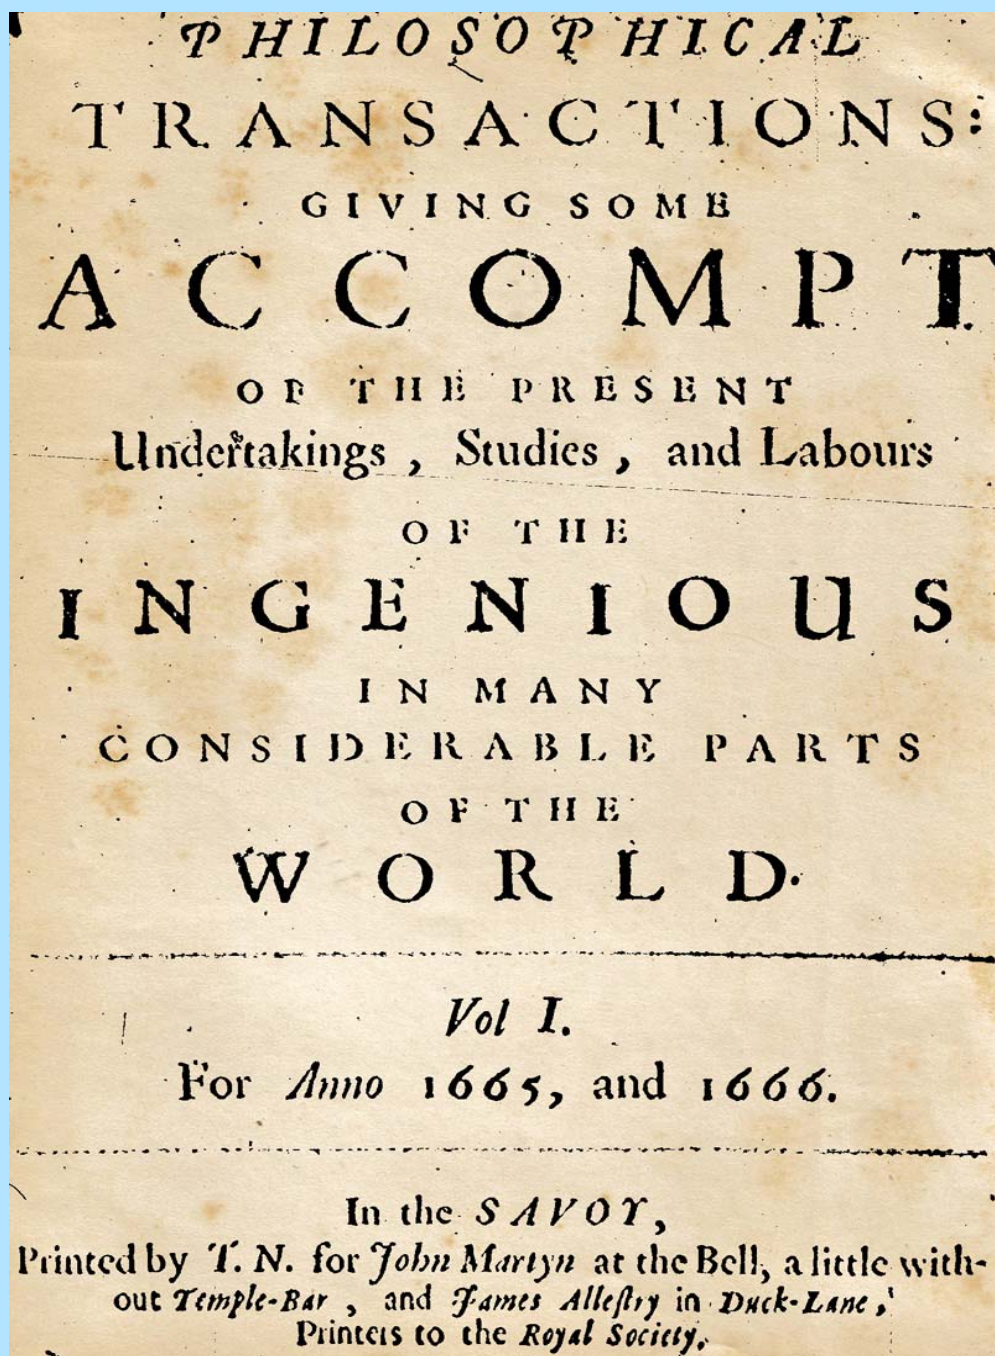 PHILOSOPHICAL
TRANSACTIONS:
GIVING SOME
ACCOMPT
OF THE PRESENT
Undertakings, Studies, and Labours
OF THE
INGENIOUS
IN MANY
CONSIDERABLE PARTS
OF THE
WORLD.
Vol I.
For Anno 1665, and 1666.
In the SAVOY,
Printed by T. N. for John Martyn at the Bell, a little with-
out Temple-Bar, and James Alleſtry in Duck-Lane,
Printers to the Royal Society.